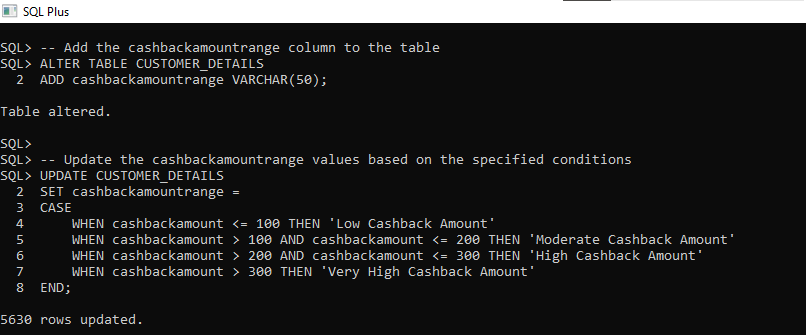 SQL Plus
SQL> -- Add the cashbackamountrange column to the table
SQL> ALTER TABLE CUSTOMER_DETAILS
  2  ADD cashbackamountrange VARCHAR(50);
Table altered.
SQL>
SQL> -- Update the cashbackamountrange values based on the specified conditions
SQL> UPDATE CUSTOMER_DETAILS
  2  SET cashbackamountrange =
  3  CASE
  4      WHEN cashbackamount <= 100 THEN 'Low Cashback Amount'
  5      WHEN cashbackamount > 100 AND cashbackamount <= 200 THEN 'Moderate Cashback Amount'
  6      WHEN cashbackamount > 200 AND cashbackamount <= 300 THEN 'High Cashback Amount'
  7      WHEN cashbackamount > 300 THEN 'Very High Cashback Amount'
  8  END;
5630 rows updated.